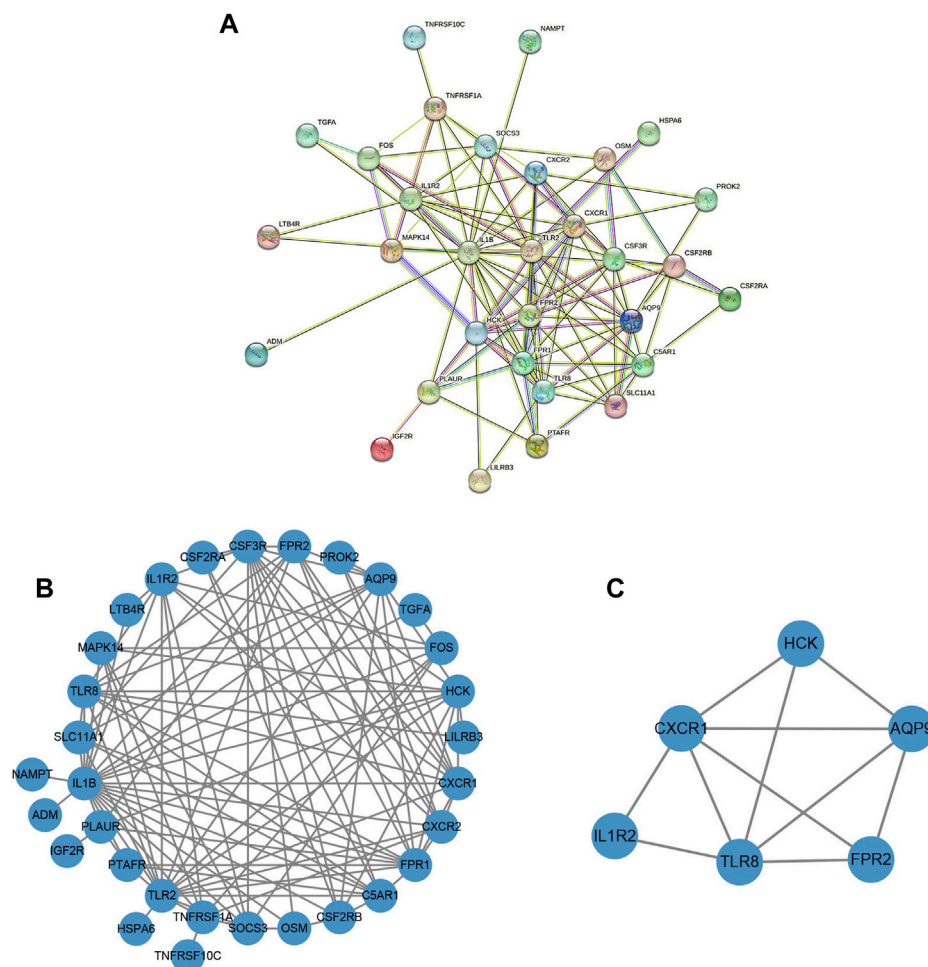 A
TNFRSF10C
NAMPT
TNFRSF1A
HSPA6
TGFA
SOCS3
OSM
FOS
CXCR2
IL1R2
PROK2
CXCR1
LTB4R
MAPK14
IL1B
TLR2
CSF3R
CSF2RB
CSF2RA
FPR2
AQP9
HCK
ADM
FPR1
C5AR1
PLAUR
TLR8
SLC11A1
IGF2R
PTAFR
LILRB3
B
CSF3R
FPR2
CSF2RA
PROK2
IL1R2
AQP9
LTB4R
TGFA
MAPK14
FOS
TLR8
HCK
SLC11A1
LILRB3
NAMPT
IL1B
CXCR1
ADM
PLAUR
CXCR2
IGF2R
PTAFR
FPR1
TLR2
C5AR1
HSPA6
TNFRSF1A
SOCS3
OSM
CSF2RB
TNFRSF10C
C
HCK
CXCR1
AQP9
IL1R2
TLR8
FPR2